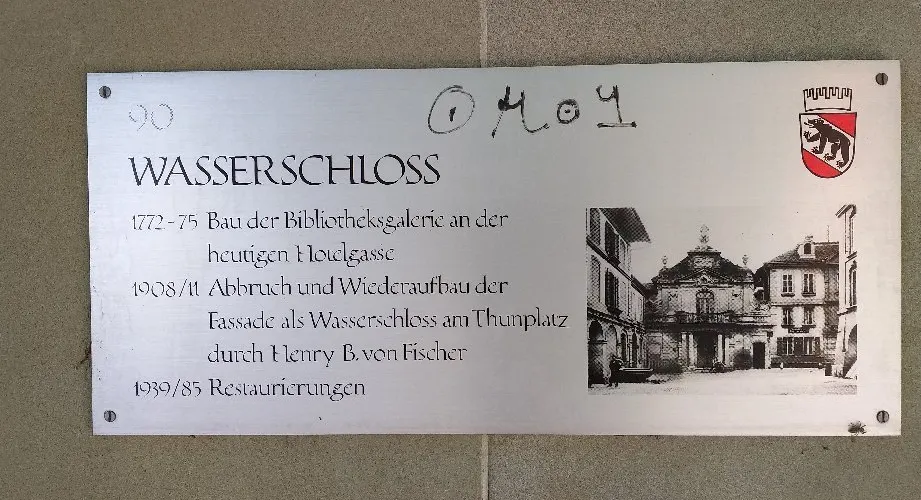 90
WASSERSCHLOSS
1772-75 Bau der Bibliotheksgalerie an der
heutigen Hotelgasse
1908/11 Abbruch und Wiederaufbau der
Fassade als Wasserschloss am Thunplatz
durch Henry B. von Fischer
1939/85 Restaurierungen